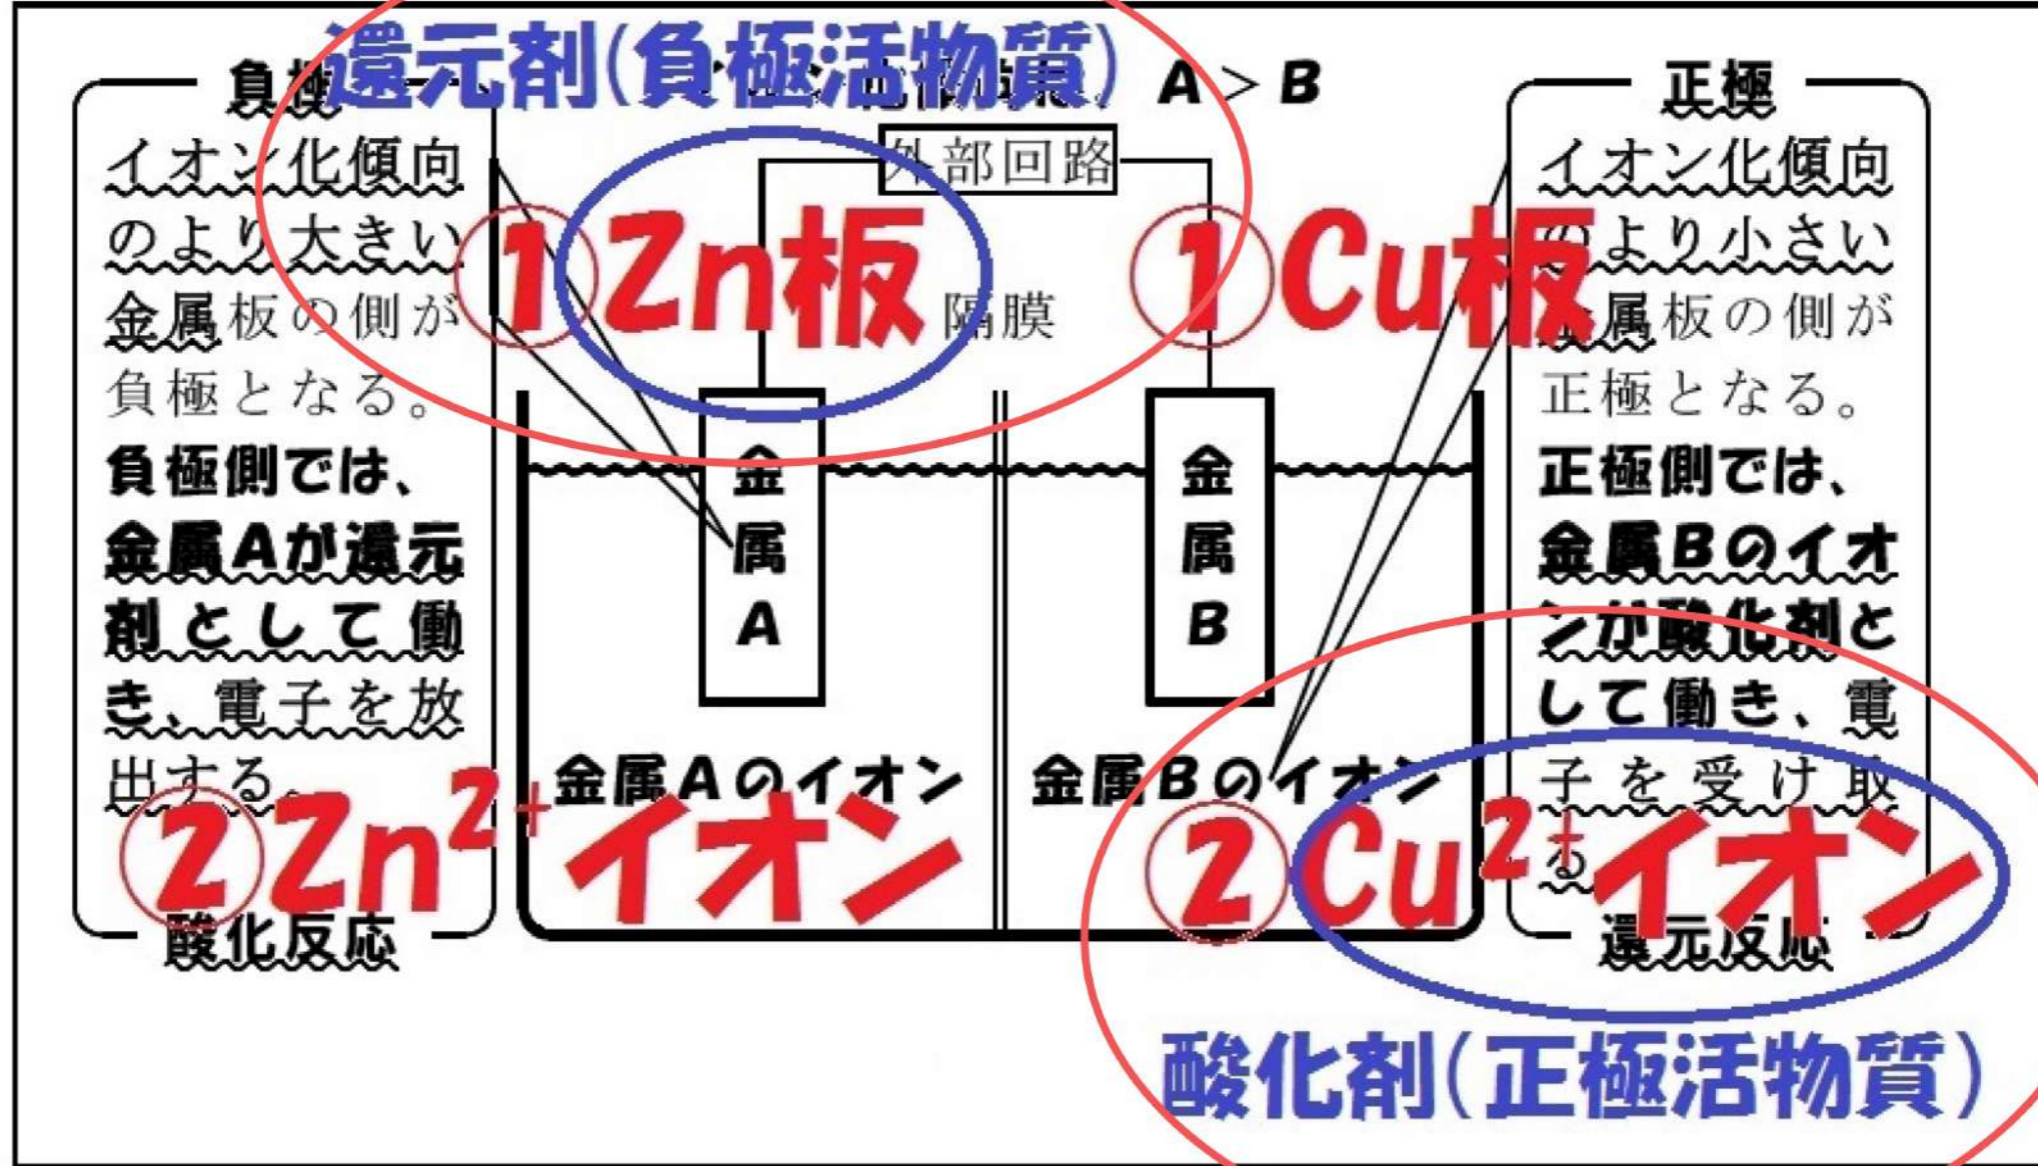 還元剤(負極活物質)
A > B
負極
イオン化傾向
のより大きい
金属板の側が
負極となる。
負極側では、
金属Aが還元
剤として働
き、電子を放
出する。
酸化反応
外部回路
①Zn板
①Cu板
隔膜
金属A
金属B
金属Aのイオン
金属Bのイオン
②Zn²⁺イオン
②Cu²⁺イオン
正極
イオン化傾向
のより小さい
金属板の側が
正極となる。
正極側では、
金属Bのイオ
ンが酸化剤と
して働き、電
子を受け取
る
還元反応
酸化剤(正極活物質)